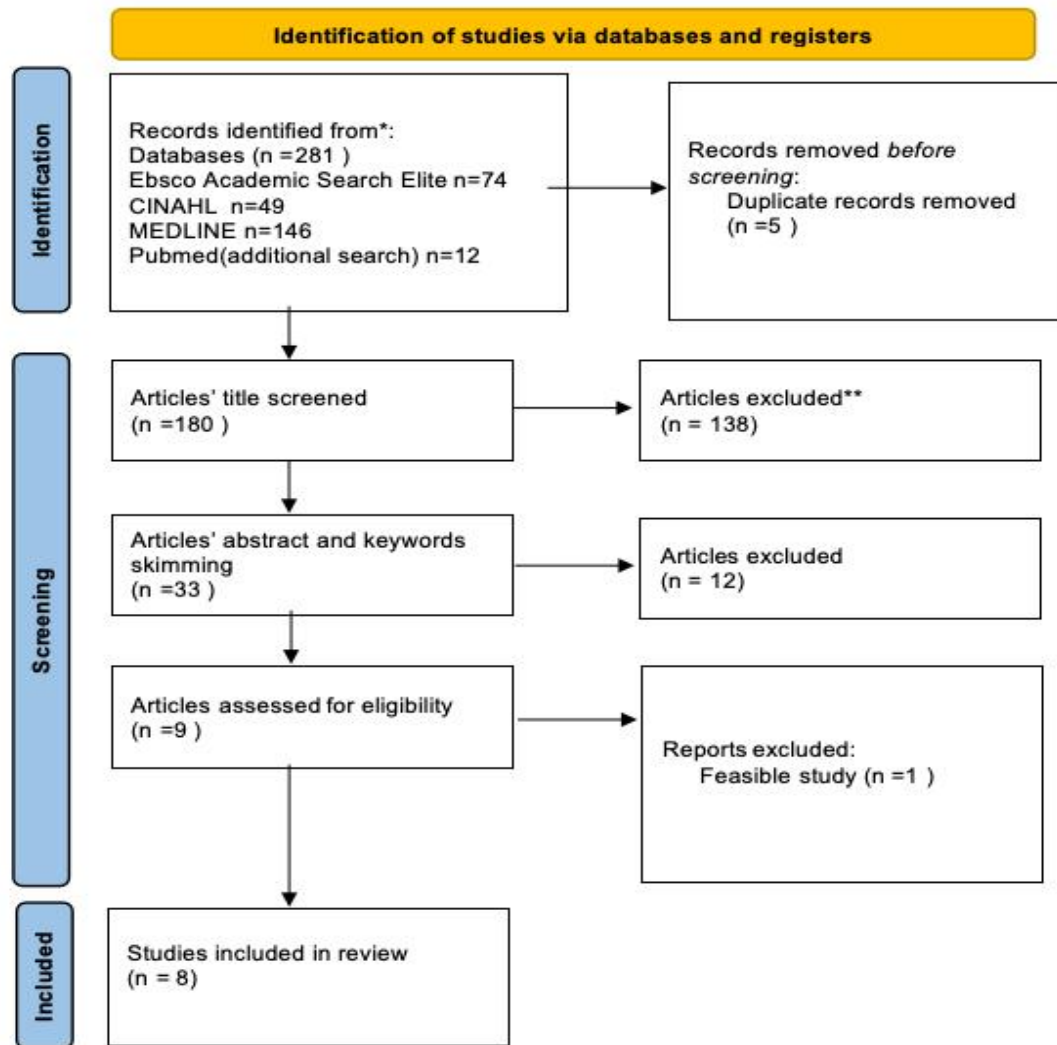 Identification of studies via databases and registers
Identification
Records identified from*:
Databases (n =281 )
Ebsco Academic Search Elite n=74
CINAHL n=49
MEDLINE n=146
Pubmed(additional search) n=12
Records removed before
screening:
Duplicate records removed
(n =5 )
Screening
Articles' title screened
(n =180 )
Articles excluded**
(n = 138)
Articles' abstract and keywords
skimming
(n =33 )
Articles excluded
(n = 12)
Articles assessed for eligibility
(n =9 )
Reports excluded:
Feasible study (n =1 )
Included
Studies included in review
(n = 8)